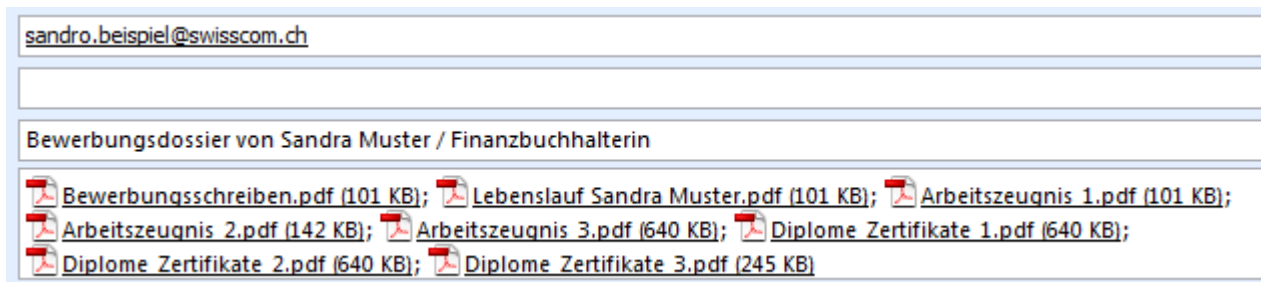 sandro.beispiel@swisscom.ch
Bewerbungsdossier von Sandra Muster / Finanzbuchhalterin
Bewerbungsschreiben.pdf (101 KB); Lebenslauf Sandra Muster.pdf (101 KB); Arbeitszeugnis 1.pdf (101 KB);
Arbeitszeugnis 2.pdf (142 KB); Arbeitszeugnis 3.pdf (640 KB); Diplome Zertifikate 1.pdf (640 KB);
Diplome Zertifikate 2.pdf (640 KB); Diplome Zertifikate 3.pdf (245 KB)